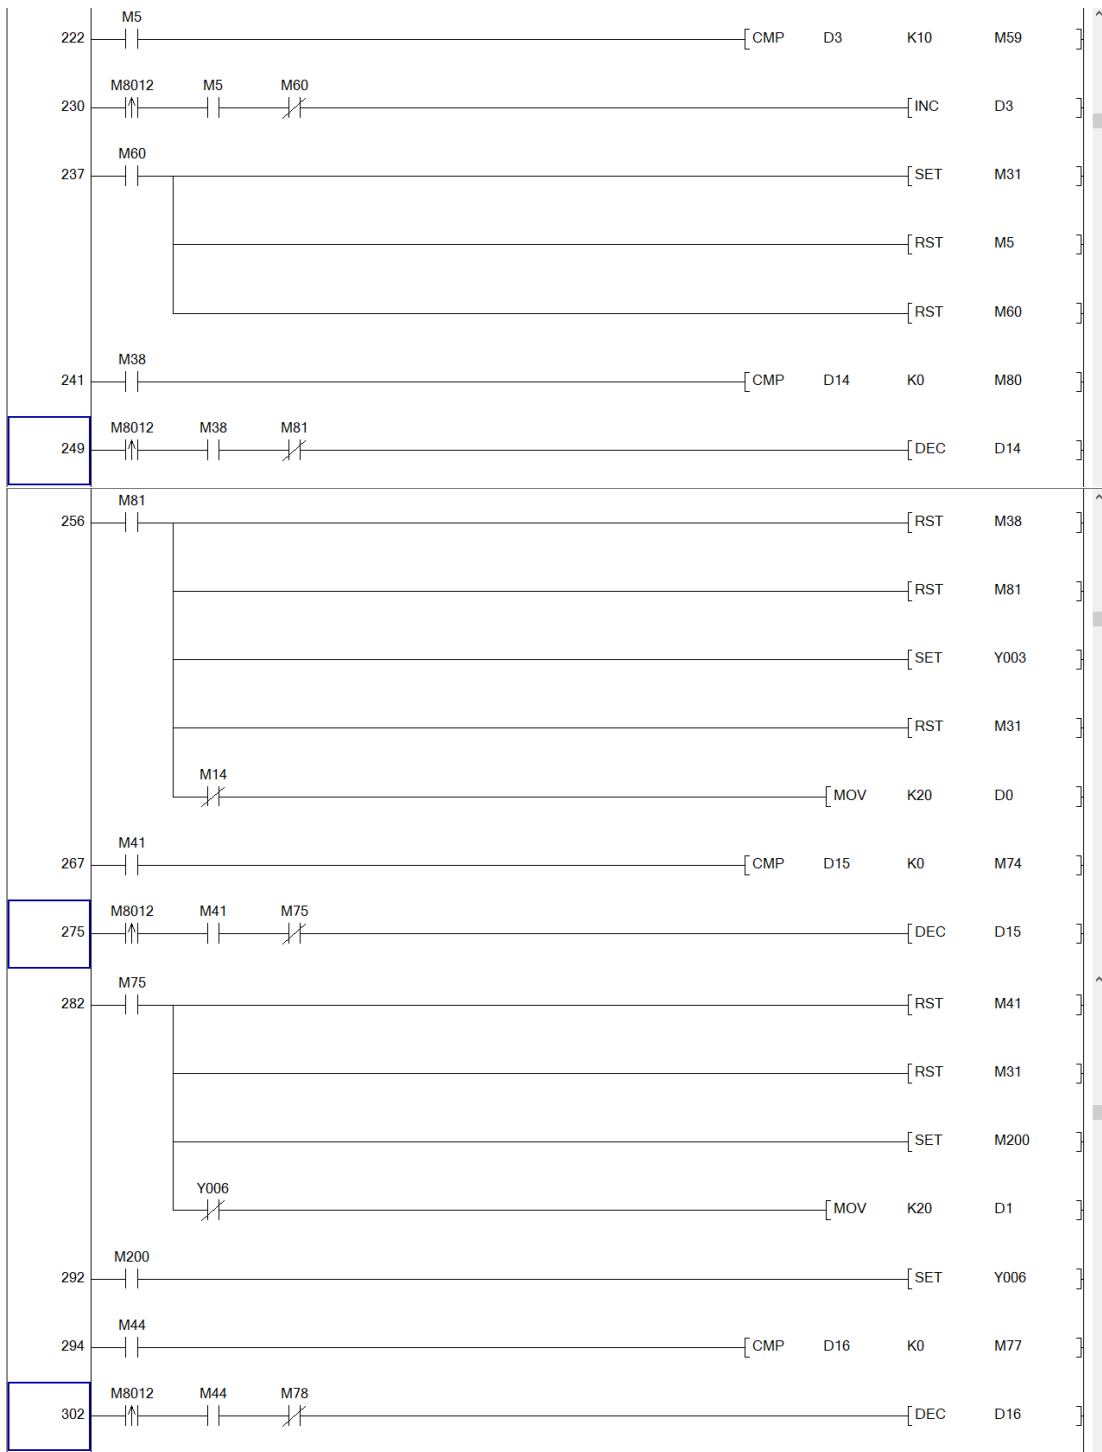 M5
222 CMP D3 K10 M59
M8012 M5 M60
230 INC D3
M60
237 SET M31
RST M5
RST M60
M38
241 CMP D14 K0 M80
M8012 M38 M81
249 DEC D14
M81
256 RST M38
RST M81
SET Y003
RST M31
M14
MOV K20 D0
M41
267 CMP D15 K0 M74
M8012 M41 M75
275 DEC D15
M75
282 RST M41
RST M31
SET M200
Y006
MOV K20 D1
M200
292 SET Y006
M44
294 CMP D16 K0 M77
M8012 M44 M78
302 DEC D16